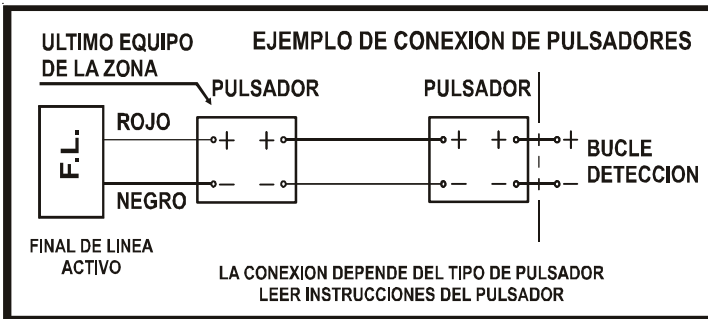 EJEMPLO DE CONEXION DE PULSADORES
ULTIMO EQUIPO
DE LA ZONA
PULSADOR
PULSADOR
F.L.
ROJO
NEGRO
+ +
- -
+ +
- -
+
-
BUCLE
DETECCION
FINAL DE LINEA
ACTIVO
LA CONEXION DEPENDE DEL TIPO DE PULSADOR
LEER INSTRUCCIONES DEL PULSADOR